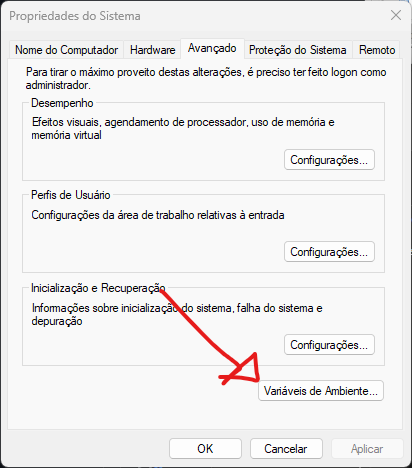 Propriedades do Sistema
Nome do Computador Hardware Avançado Proteção do Sistema Remoto
Para tirar o máximo proveito destas alterações, é preciso ter feito logon como
administrador.
Desempenho
Efeitos visuais, agendamento de processador, uso de memória e
memória virtual
Configurações...
Perfis de Usuário
Configurações da área de trabalho relativas à entrada
Configurações...
Inicialização e Recuperação
Informações sobre inicialização do sistema, falha do sistema e
depuração
Configurações...
Variáveis de Ambiente...
OK Cancelar Aplicar